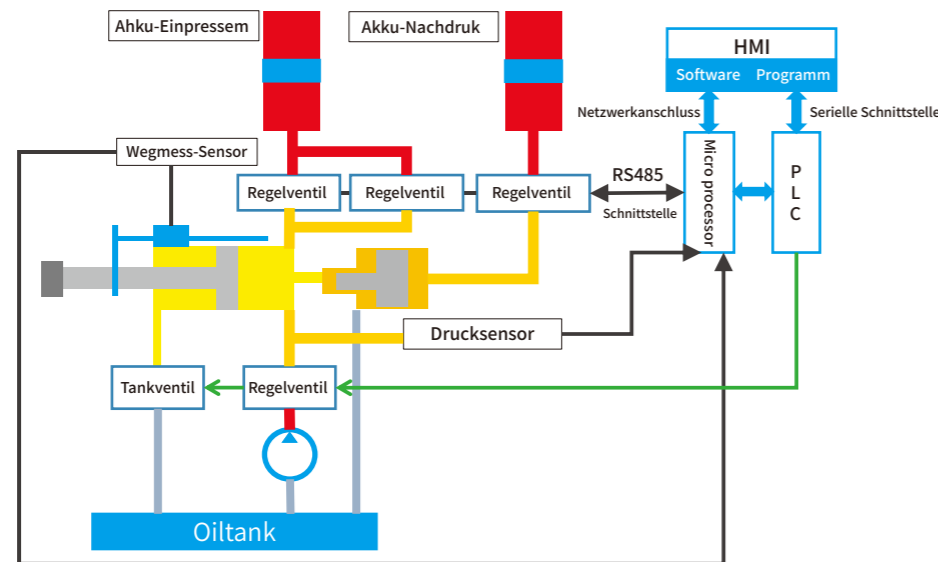 Ahku-Einpressem
Akku-Nachdruk
HMI
Software Programm
Netzwerkanschluss
Serielle Schnittstelle
Wegmess-Sensor
Regelventil
Regelventil
Regelventil
RS485
Schnittstelle
Micro processor
PLC
Drucksensor
Tankventil
Regelventil
Oiltank